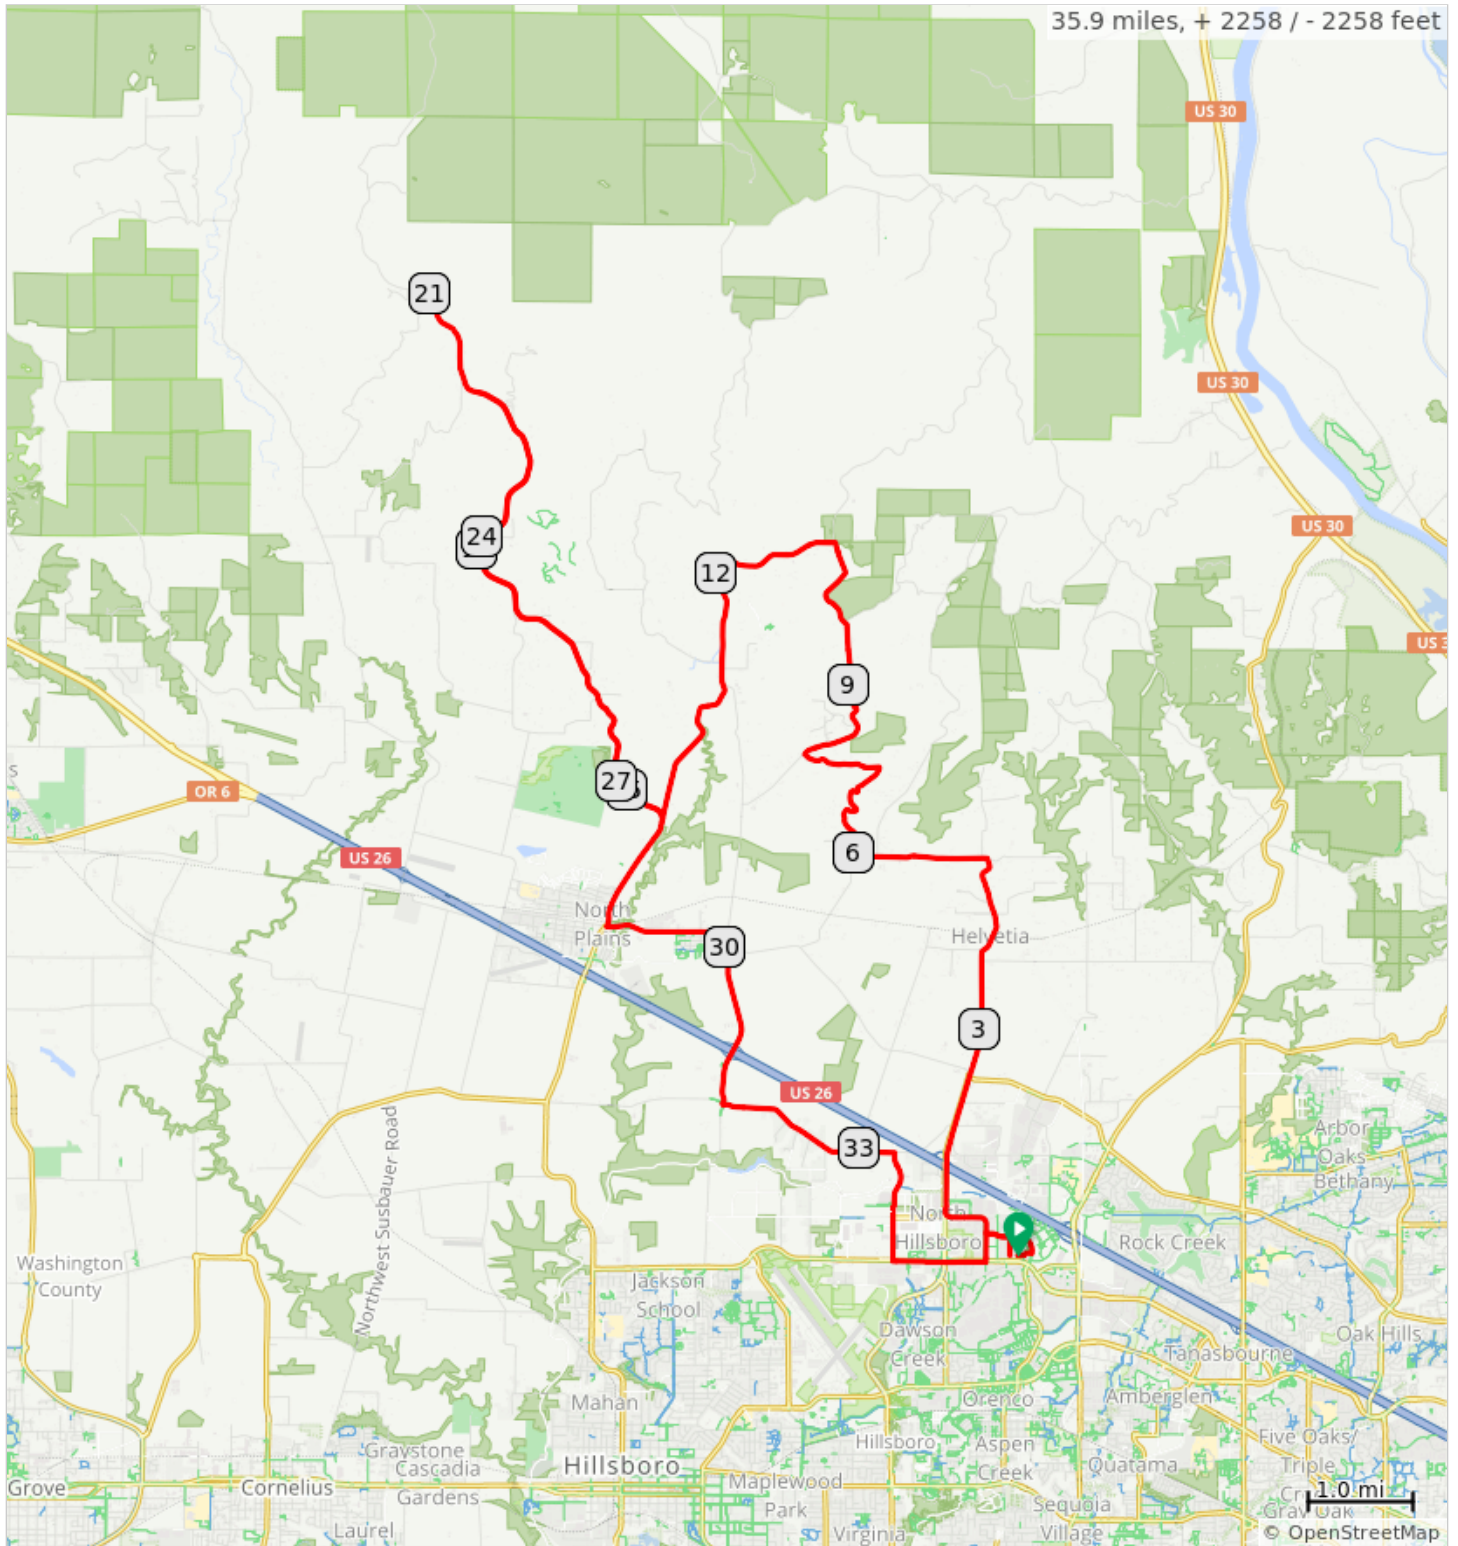 35.9 miles, + 2258 / - 2258 feet
US 30
21
US 30
24
US 30
12
US 3
9
s
27
OR 6
6
US 26
North
Plains
30
Helvetia
3
US 26
33
Arbor
Oaks
Bethany
Northwest Susbauer Road
North
Hillsboro
Rock Creek
Washington
County
Jackson
School
Dawson
Creek
Oak Hills
Tanasbourne
Mahan
Orenco
Amberglen
Graystone
Cascadia
Gardens
Hillsboro
Hillsboro
Aspen
Creek
Quatama
Five Oaks/
Triple
Grove
Cornelius
Maplewood
Park
1.0 mi
Sequoia
Village
Laurel
Virginia
© OpenStreetMap